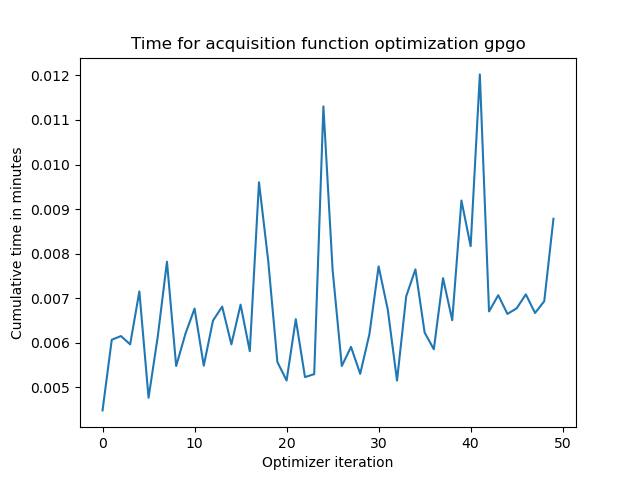 Time for acquisition function optimization gpgo
Cumulative time in minutes
0.012
0.011
0.010
0.009
0.008
0.007
0.006
0.005
0 10 20 30 40 50
Optimizer iteration